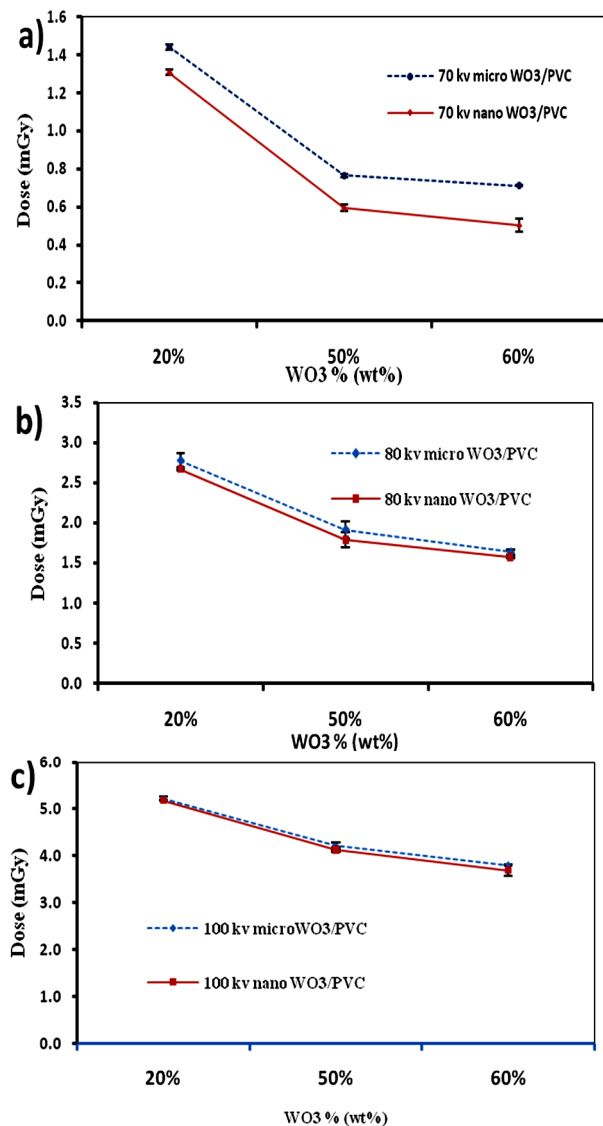 a)
1.6
1.4
1.2
1.0
0.8
0.6
0.4
0.2
0.0
Dose (mGy)
70 kv micro WO3/PVC
70 kv nano WO3/PVC
20% 50% 60%
WO3 % (wt%)
b)
3.5
3.0
2.5
2.0
1.5
1.0
0.5
0.0
Dose (mGy)
80 kv micro WO3/PVC
80 kv nano WO3/PVC
20% 50% 60%
WO3 % (wt%)
c)
6.0
5.0
4.0
3.0
2.0
1.0
0.0
Dose (mGy)
100 kv microWO3/PVC
100 kv nano WO3/PVC
20% 50% 60%
WO3 % (wt%)